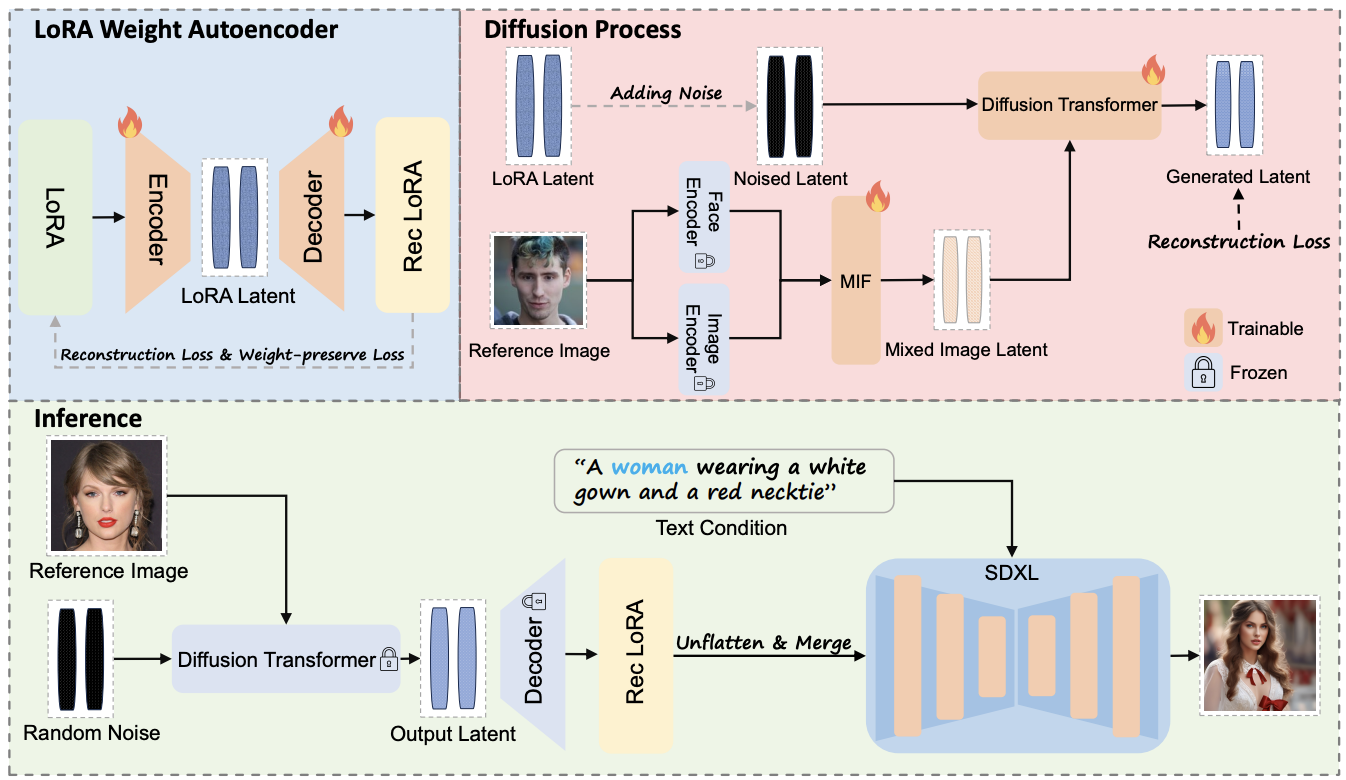 LoRA Weight Autoencoder
LoRA
Encoder
LoRA Latent
Decoder
Rec LoRA
Reconstruction Loss & Weight-preserve Loss
Diffusion Process
LoRA Latent
Adding Noise
Noised Latent
Diffusion Transformer
Generated Latent
Reconstruction Loss
Reference Image
Face
Encoder
Image
Encoder
MIF
Mixed Image Latent
Trainable
Frozen
Inference
Reference Image
Random Noise
Diffusion Transformer
Output Latent
Decoder
Rec LoRA
Unflatten & Merge
“A woman wearing a white
gown and a red necktie”
Text Condition
SDXL